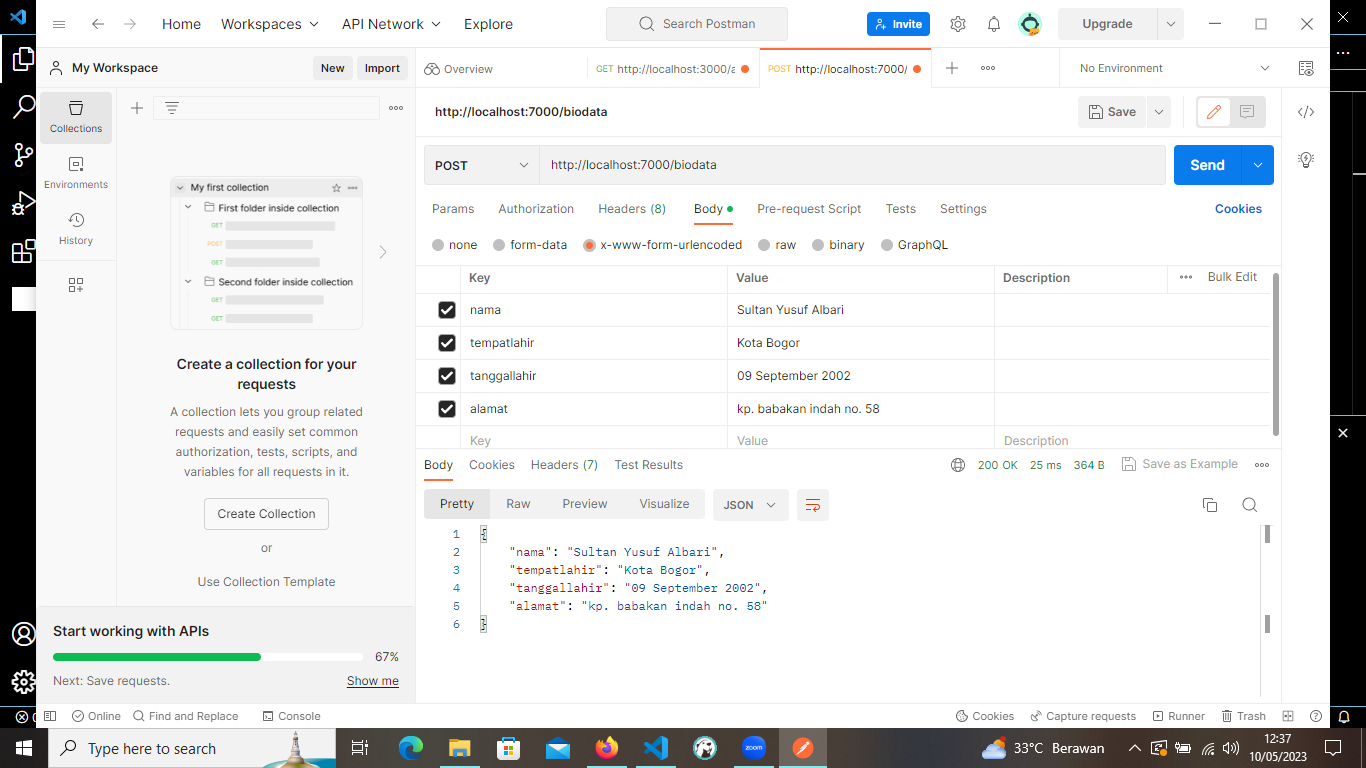 Home Workspaces API Network Explore Search Postman Invite Upgrade
My Workspace New Import Overview GET http://localhost:3000/a POST http://localhost:7000/ No Environment
Collections
Environments
History
My first collection
First folder inside collection
GET
POST
GET
Second folder inside collection
GET
GET
Create a collection for your
requests
A collection lets you group related
requests and easily set common
authorization, tests, scripts, and
variables for all requests in it.
Create Collection
or
Use Collection Template
Start working with APIs
67%
Next: Save requests. Show me
http://localhost:7000/biodata Save
POST http://localhost:7000/biodata Send
Params Authorization Headers (8) Body Pre-request Script Tests Settings Cookies
none form-data x-www-form-urlencoded raw binary GraphQL
Key Value Description Bulk Edit
nama Sultan Yusuf Albari
tempatlahir Kota Bogor
tanggallahir 09 September 2002
alamat kp. babakan indah no. 58
Key Value Description
Body Cookies Headers (7) Test Results 200 OK 25 ms 364 B Save as Example
Pretty Raw Preview Visualize JSON
1 {
2 "nama": "Sultan Yusuf Albari",
3 "tempatlahir": "Kota Bogor",
4 "tanggallahir": "09 September 2002",
5 "alamat": "kp. babakan indah no. 58"
6 }
Online Find and Replace Console Cookies Capture requests Runner Trash
Type here to search zoom 33°C Berawan 12:37
10/05/2023